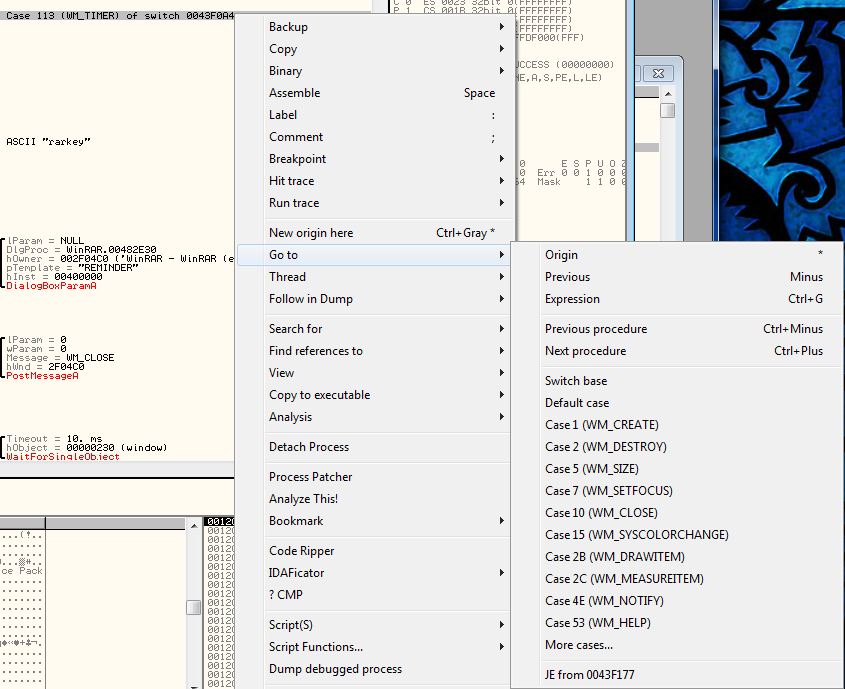 C 0 ES 0023 32bit 0(FFFFFFFF)
P 1 CS 001B 32bit 0(FFFFFFFF)
(FFFFFFFF)
(FFFFFFFF)
FDF000(FFF)
Case 113 (WM_TIMER) of switch 0043F0A4
UCCESS (00000000)
NE,A,S,PE,L,LE)
ASCII "rarkey"
0 E S P U O Z
0 Err 0 0 1 0 0 0
64 Mask 1 1 0 0
lParam = NULL
DlgProc = WinRAR.00482E30
hOwner = 002F04C0 ('WinRAR - WinRAR (e
pTemplate = "REMINDER"
hInst = 00400000
DialogBoxParamA
lParam = 0
wParam = 0
Message = WM_CLOSE
hWnd = 2F04C0
PostMessageA
Timeout = 10. ms
hObject = 00000230 (window)
WaitForSingleObject
ce Pack
Backup
Copy
Binary
Assemble Space
Label :
Comment ;
Breakpoint
Hit trace
Run trace
New origin here Ctrl+Gray *
Go to
Thread
Follow in Dump
Search for
Find references to
View
Copy to executable
Analysis
Detach Process
Process Patcher
Analyze This!
Bookmark
Code Ripper
IDAFicator
? CMP
Script(S)
Script Functions...
Dump debugged process
Origin *
Previous Minus
Expression Ctrl+G
Previous procedure Ctrl+Minus
Next procedure Ctrl+Plus
Switch base
Default case
Case 1 (WM_CREATE)
Case 2 (WM_DESTROY)
Case 5 (WM_SIZE)
Case 7 (WM_SETFOCUS)
Case 10 (WM_CLOSE)
Case 15 (WM_SYSCOLORCHANGE)
Case 2B (WM_DRAWITEM)
Case 2C (WM_MEASUREITEM)
Case 4E (WM_NOTIFY)
Case 53 (WM_HELP)
More cases...
JE from 0043F177